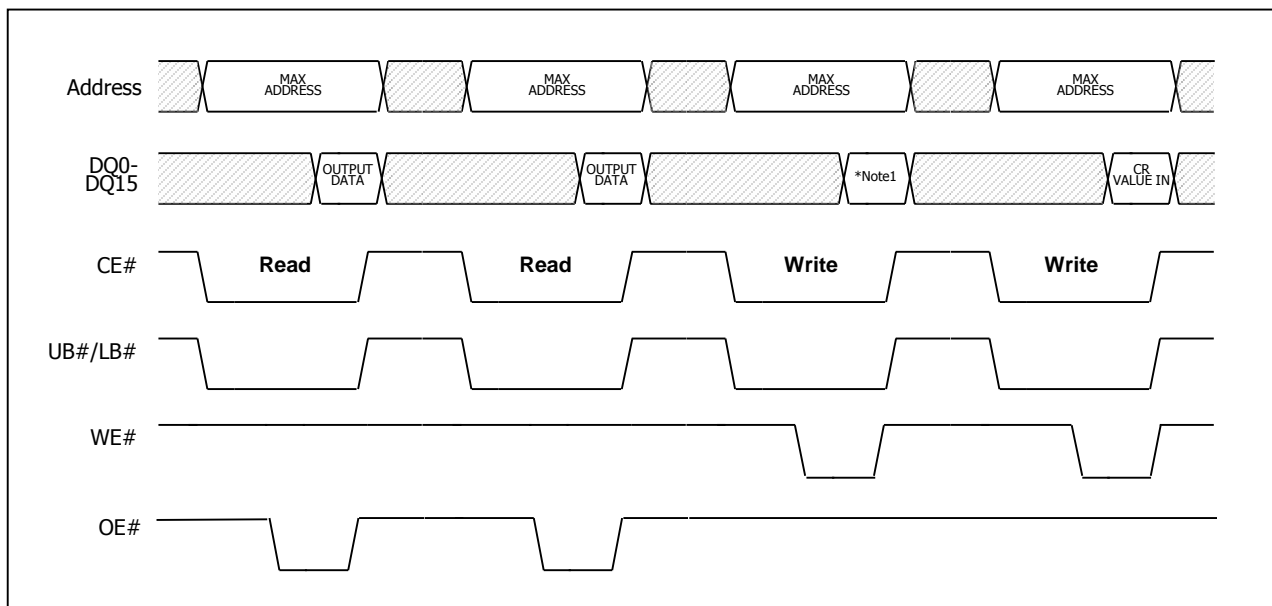 Address
MAX
ADDRESS
MAX
ADDRESS
MAX
ADDRESS
MAX
ADDRESS
DQ0-
DQ15
OUTPUT
DATA
OUTPUT
DATA
*Note1
CR
VALUE IN
CE#
Read
Read
Write
Write
UB#/LB#
WE#
OE#